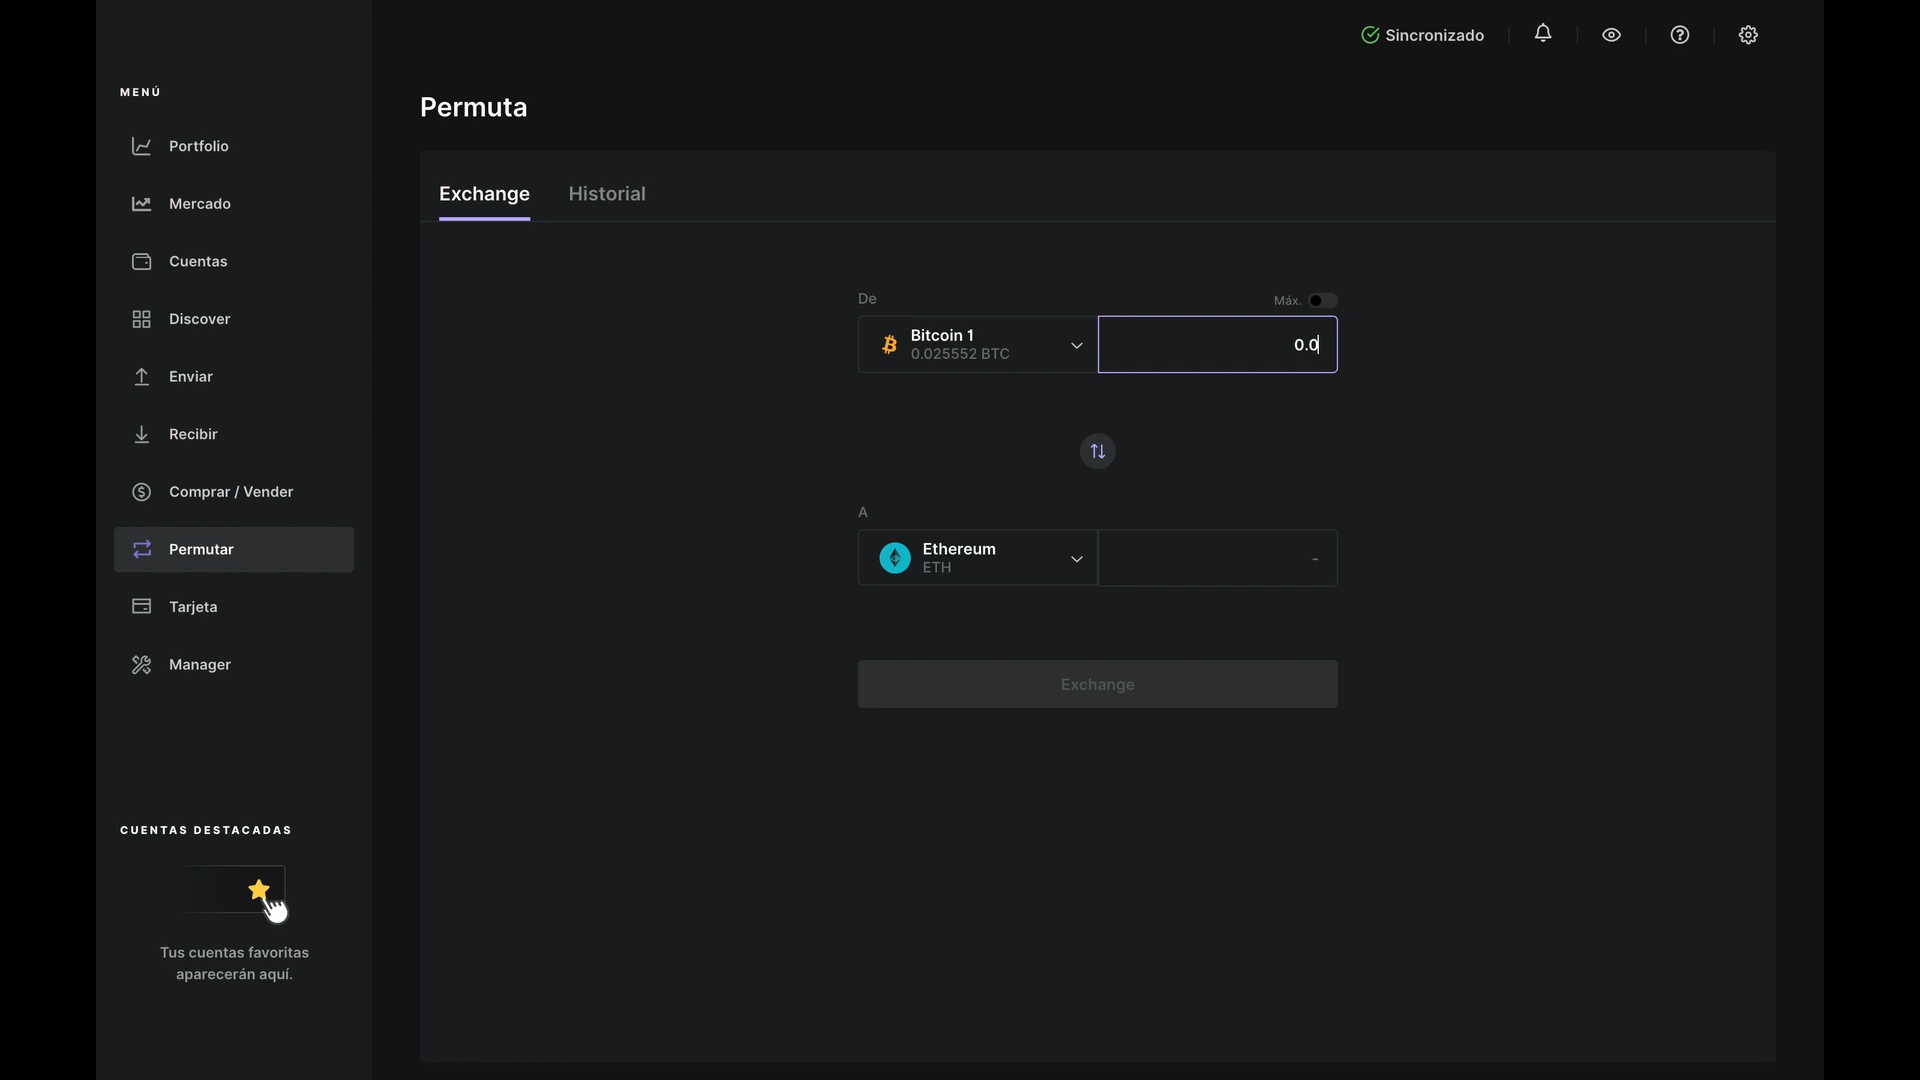 Sincronizado
MENÚ
Portfolio
Mercado
Cuentas
Discover
Enviar
Recibir
Comprar / Vender
Permutar
Tarjeta
Manager
CUENTAS DESTACADAS
Tus cuentas favoritas
aparecerán aquí.
Permuta
Exchange Historial
De Máx.
Bitcoin 1
0.025552 BTC
0.0
A
Ethereum
ETH
-
Exchange